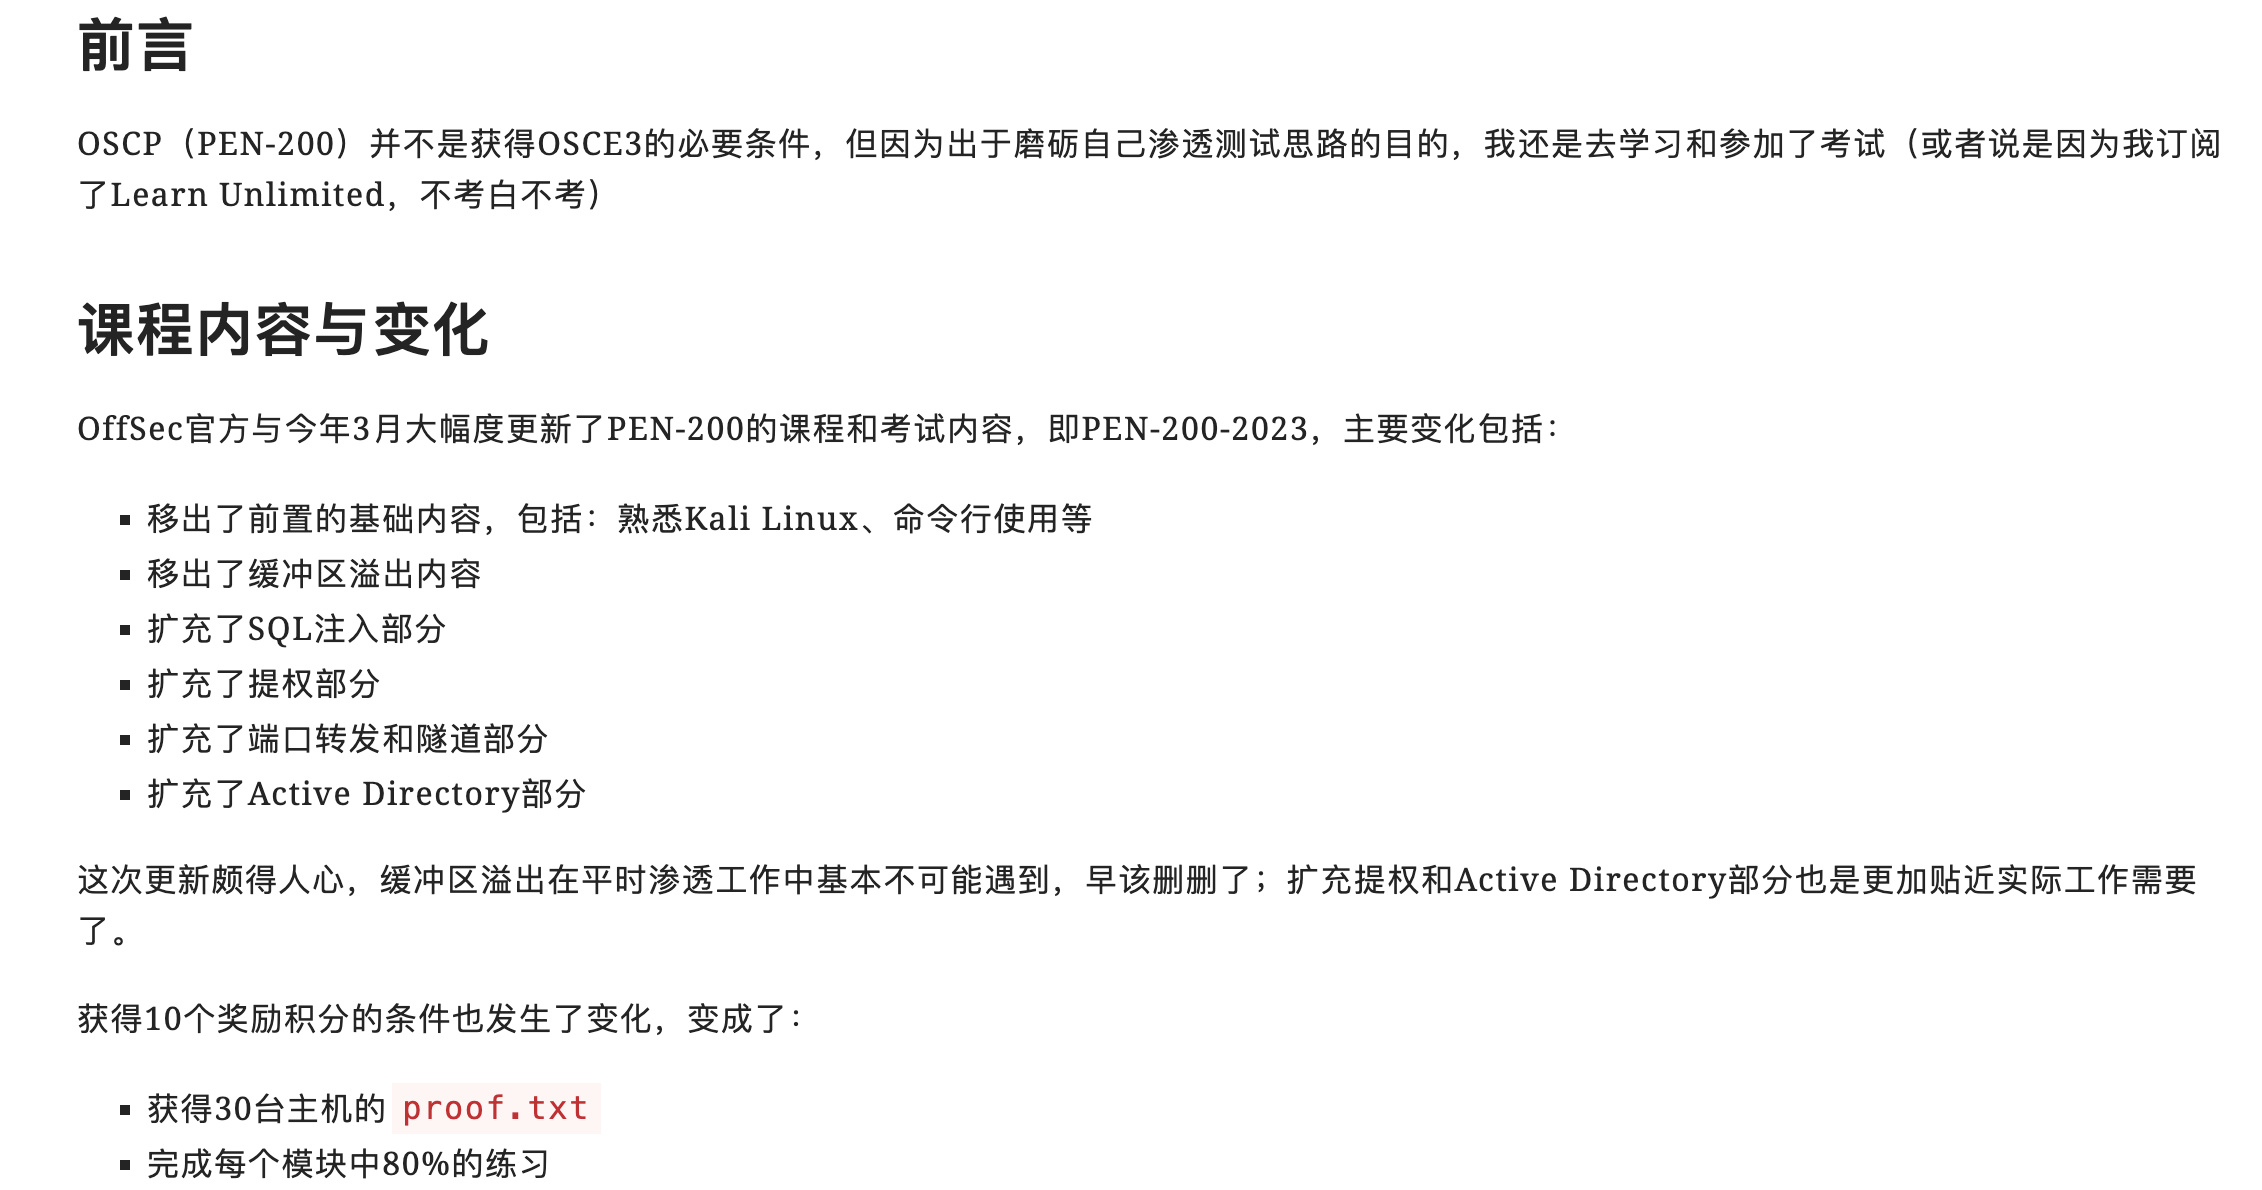 前言
OSCP（PEN-200）并不是获得OSCE3的必要条件，但因为出于磨砺自己渗透测试思路的目的，我还是去学习和参加了考试（或者说是因为我订阅
了Learn Unlimited，不考白不考）
课程内容与变化
OffSec官方与今年3月大幅度更新了PEN-200的课程和考试内容，即PEN-200-2023，主要变化包括：
▪ 移出了前置的基础内容，包括：熟悉Kali Linux、命令行使用等
▪ 移出了缓冲区溢出内容
▪ 扩充了SQL注入部分
▪ 扩充了提权部分
▪ 扩充了端口转发和隧道部分
▪ 扩充了Active Directory部分
这次更新颇得人心，缓冲区溢出在平时渗透工作中基本不可能遇到，早该删删了；扩充提权和Active Directory部分也是更加贴近实际工作需要
了。
获得10个奖励积分的条件也发生了变化，变成了：
▪ 获得30台主机的 proof.txt
▪ 完成每个模块中80%的练习